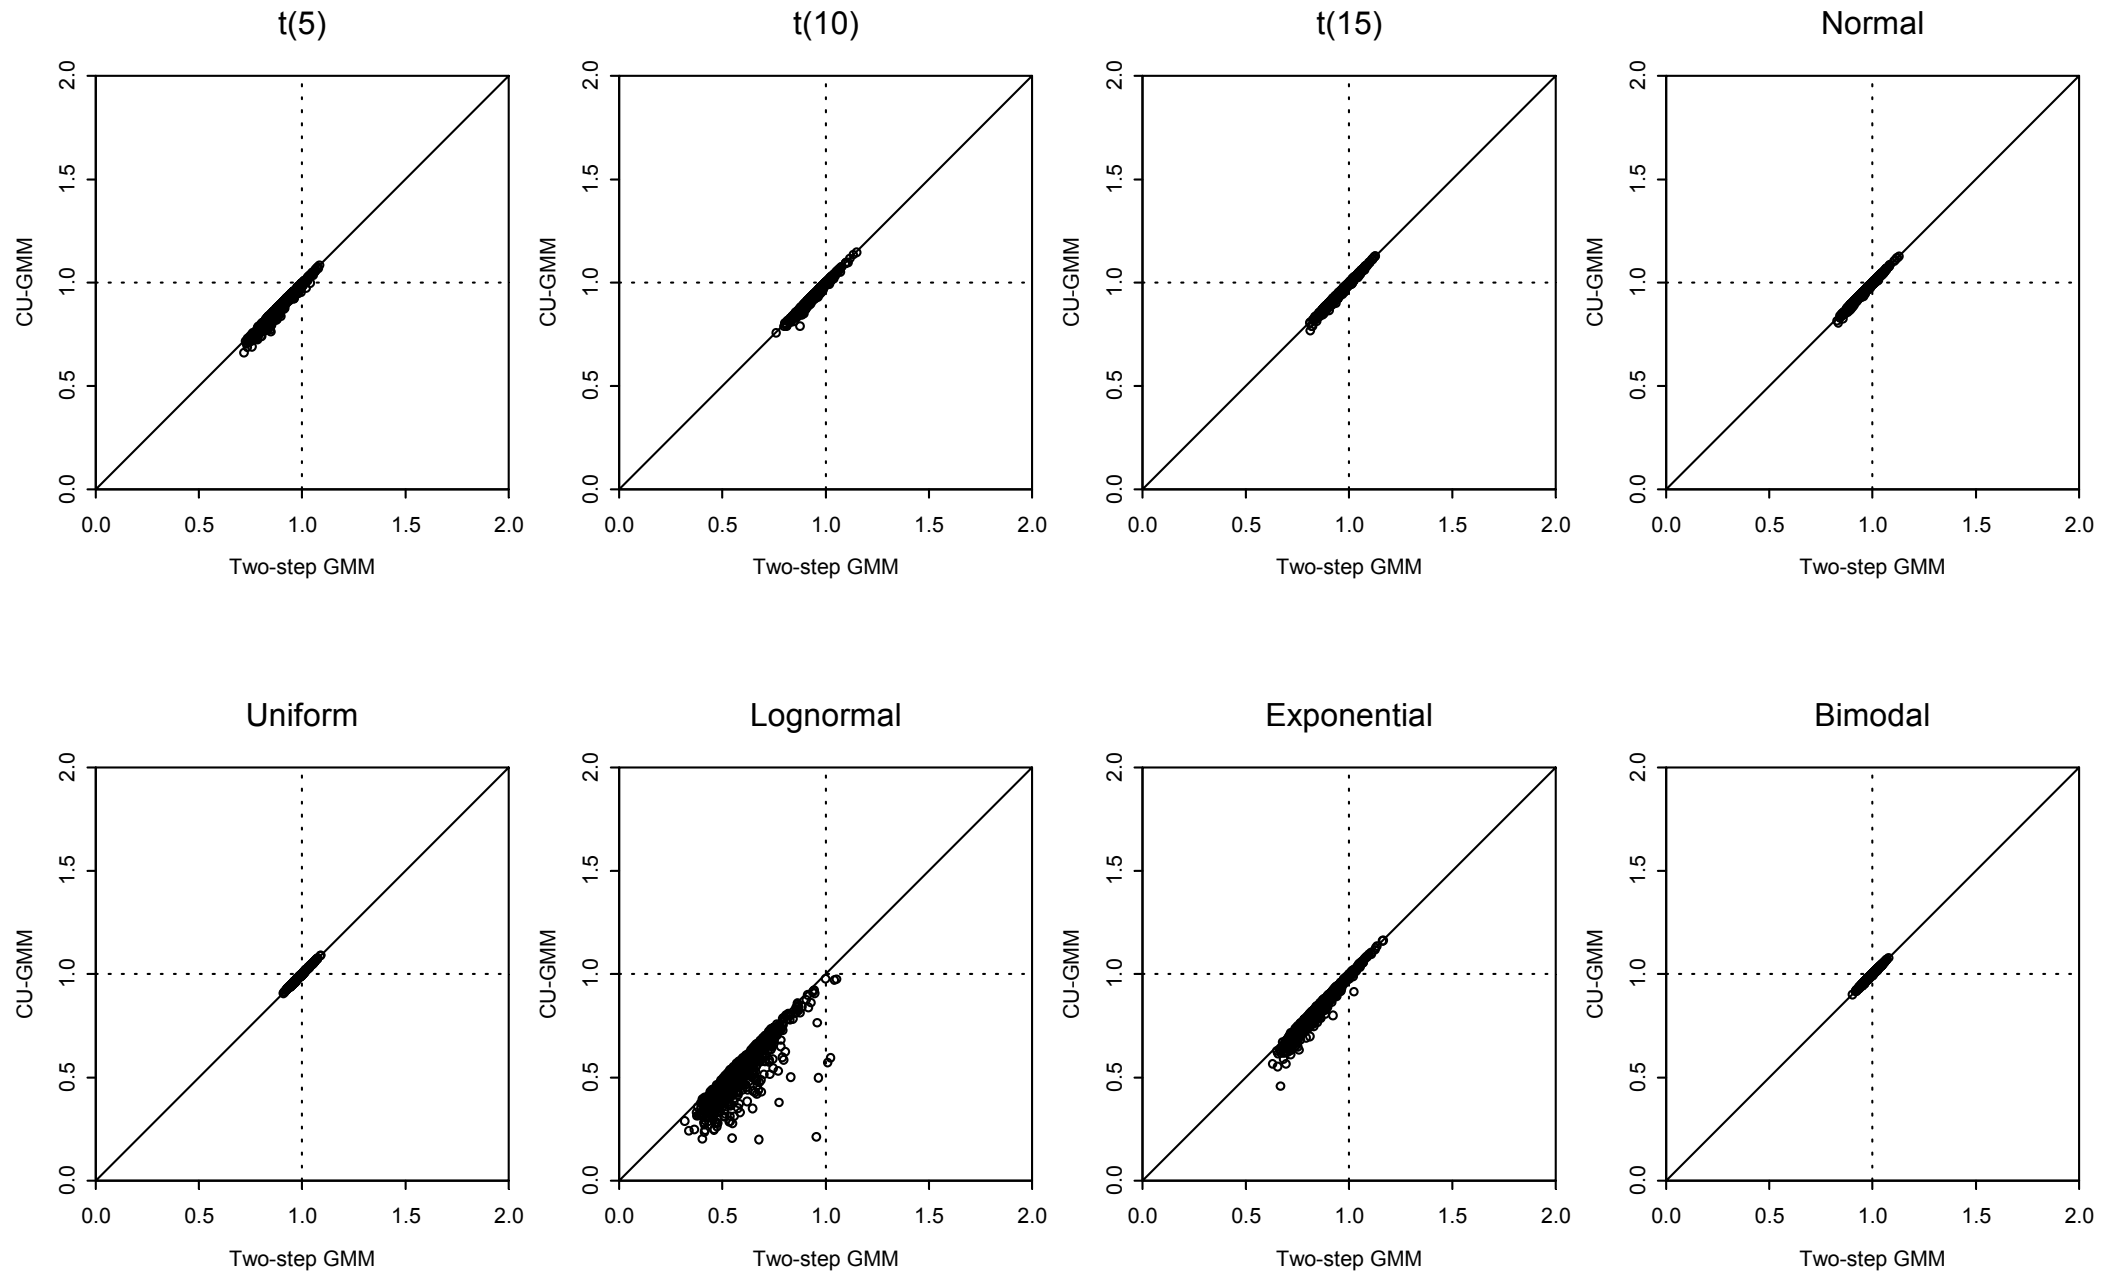 t(5) t(10) t(15) Normal
2.0 2.0 2.0 2.0
1.5 1.5 1.5 1.5
CU-GMM CU-GMM CU-GMM CU-GMM
1.0 1.0 1.0 1.0
0.5 0.5 0.5 0.5
0.0 0.0 0.0 0.0
0.0 0.5 1.0 1.5 2.0 0.0 0.5 1.0 1.5 2.0 0.0 0.5 1.0 1.5 2.0 0.0 0.5 1.0 1.5 2.0
Two-step GMM Two-step GMM Two-step GMM Two-step GMM
Uniform Lognormal Exponential Bimodal
2.0 2.0 2.0 2.0
1.5 1.5 1.5 1.5
CU-GMM CU-GMM CU-GMM CU-GMM
1.0 1.0 1.0 1.0
0.5 0.5 0.5 0.5
0.0 0.0 0.0 0.0
0.0 0.5 1.0 1.5 2.0 0.0 0.5 1.0 1.5 2.0 0.0 0.5 1.0 1.5 2.0 0.0 0.5 1.0 1.5 2.0
Two-step GMM Two-step GMM Two-step GMM Two-step GMM